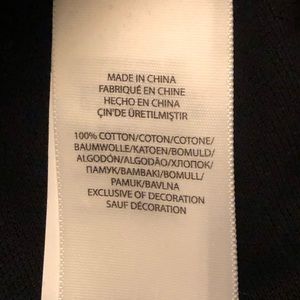 MADE IN CHINA
FABRIQUÉ EN CHINE
HECHO EN CHINA
ÇIN'DE ÜRETILMIŞTIR
100% COTTON/COTON/COTONE/
BAUMWOLLE/KATOEN/BOMULD/
ALGODÓN/ALGODÃO/ХЛОПОК/
ПАМУК/ΒΑΜΒΑΚΙ/BOMULL/
PAMUK/BAVLNA
EXCLUSIVE OF DECORATION
SAUF DÉCORATION